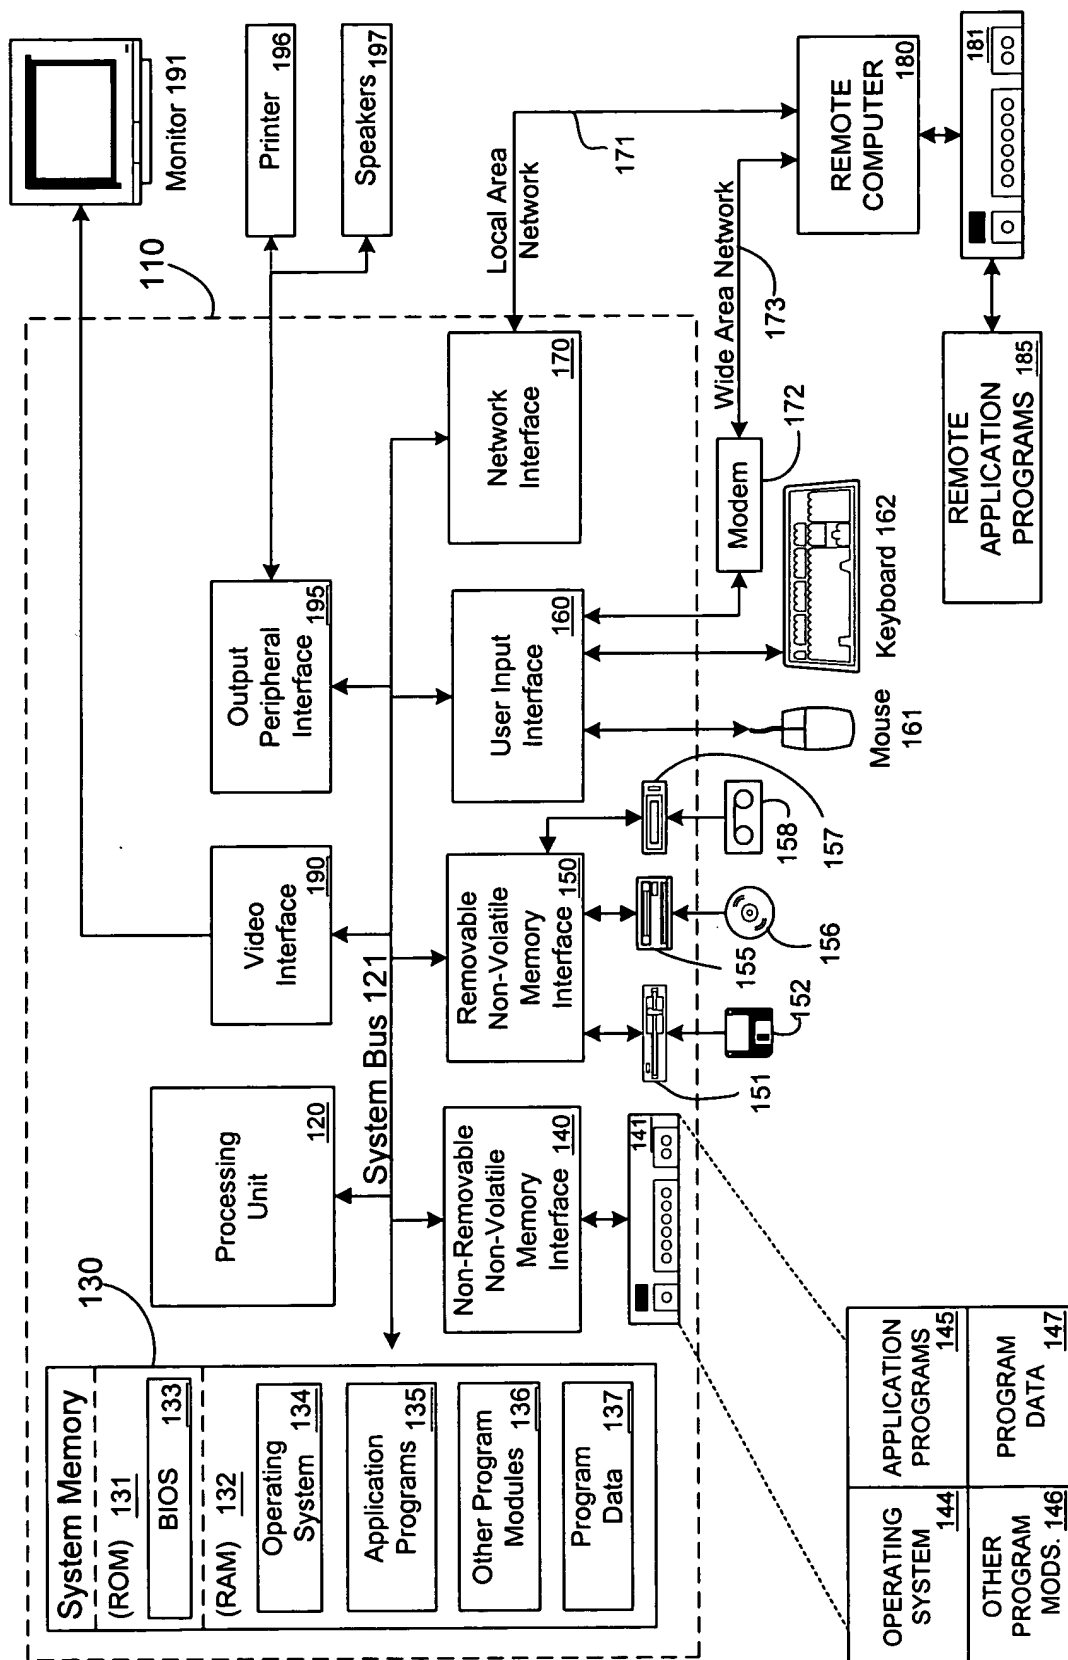 110
130
System Memory
(ROM) 131
BIOS 133
(RAM) 132
Operating
System 134
Application
Programs 135
Other Program
Modules 136
Program
Data 137
Processing
Unit
120
Video
Interface
190
Output
Peripheral
Interface
195
System Bus 121
Non-Removable
Non-Volatile
Memory
Interface 140
Removable
Non-Volatile
Memory
Interface 150
User Input
Interface
160
Network
Interface
170
Monitor 191
Printer
196
Speakers
197
Local Area
Network
171
Wide Area Network
173
Modem
172
REMOTE
COMPUTER
180
181
REMOTE
APPLICATION
PROGRAMS 185
141
151
152
155
156
157
158
Mouse
161
Keyboard 162
OPERATING
SYSTEM 144
APPLICATION
PROGRAMS 145
OTHER
PROGRAM
MODS. 146
PROGRAM
DATA 147